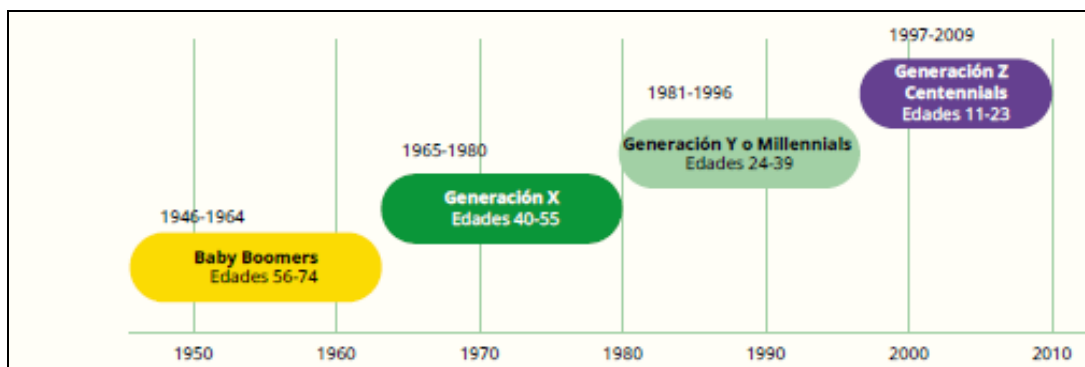 1997-2009
Generación Z
Centennials
Edades 11-23
1981-1996
Generación Y o Millennials
Edades 24-39
1965-1980
Generación X
Edades 40-55
1946-1964
Baby Boomers
Edades 56-74
1950 1960 1970 1980 1990 2000 2010